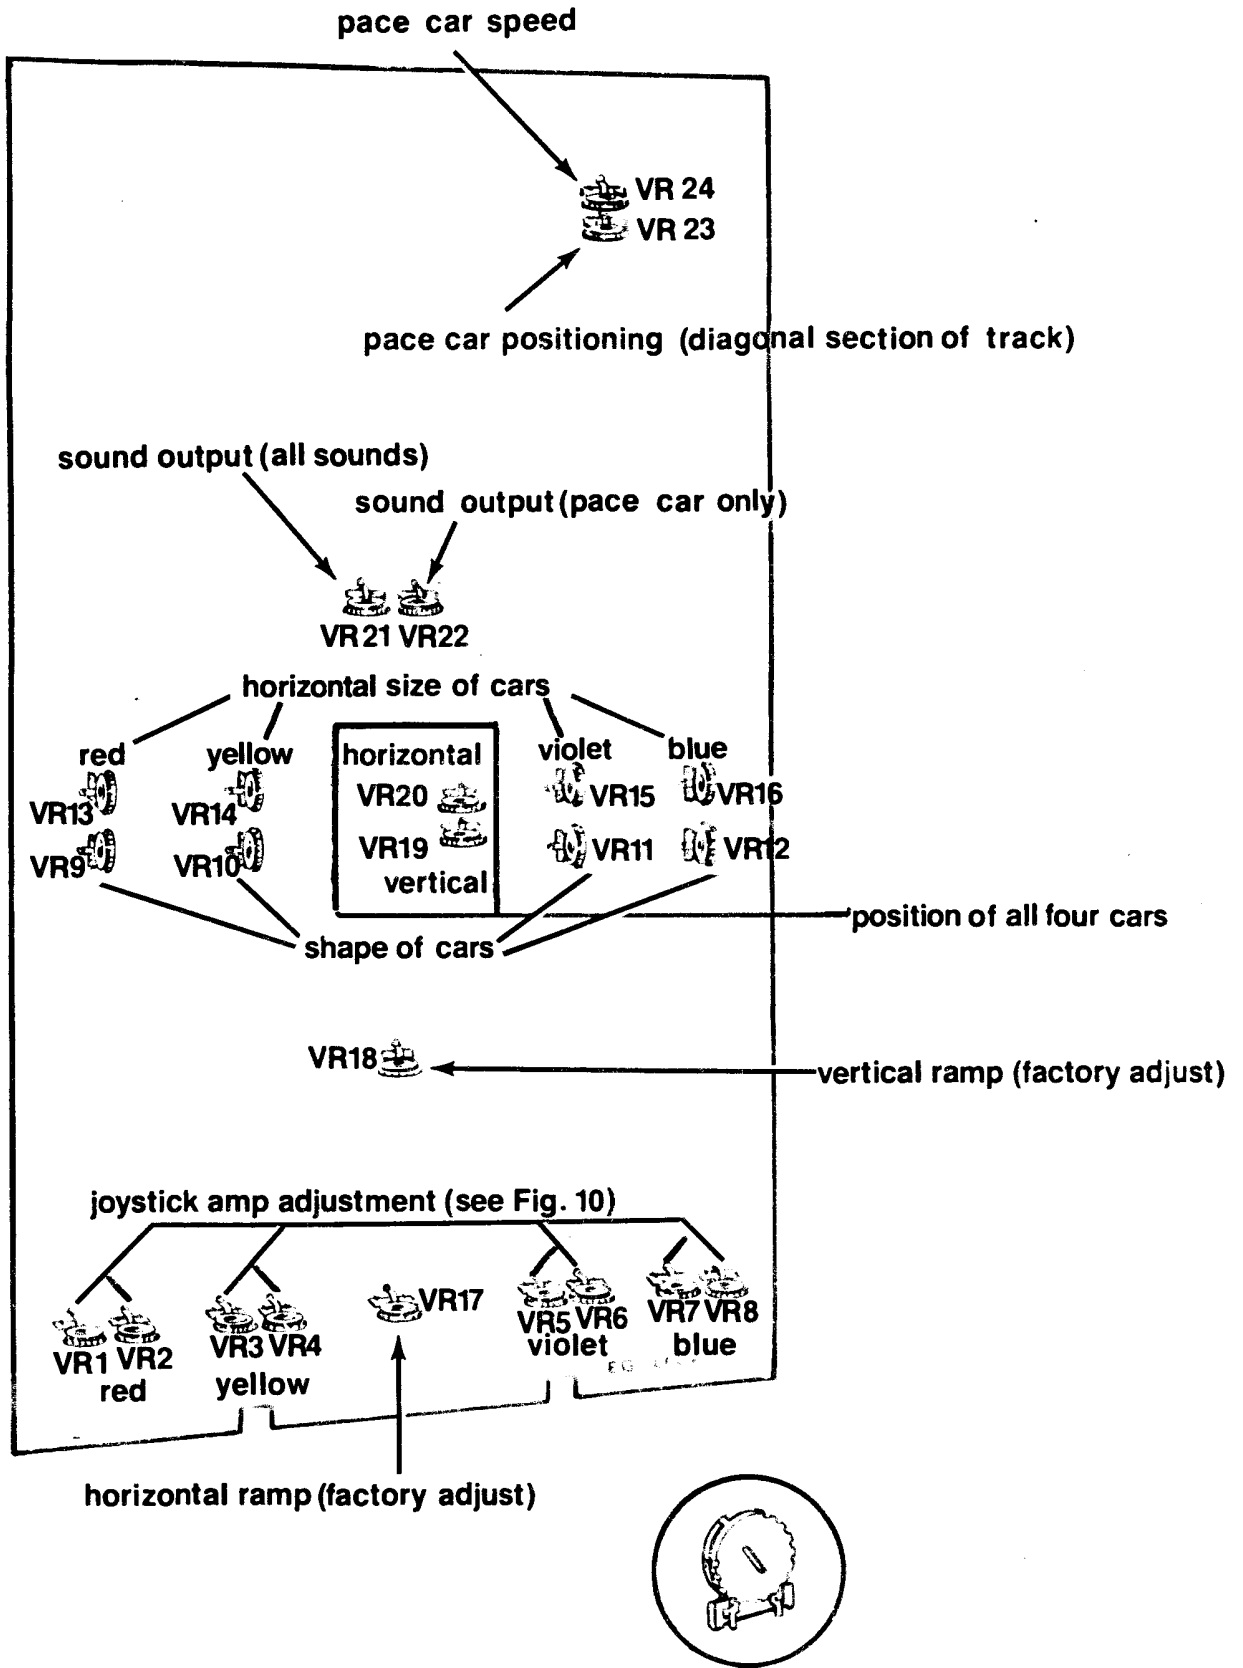 pace car speed
VR 24
VR 23
pace car positioning (diagonal section of track)
sound output (all sounds)
sound output (pace car only)
VR21 VR22
horizontal size of cars
red yellow horizontal violet blue
VR13 VR14 VR20 VR15 VR16
VR9 VR10 VR19 VR11 VR12
vertical
position of all four cars
shape of cars
VR18
vertical ramp (factory adjust)
joystick amp adjustment (see Fig. 10)
VR17
VR1 VR2 VR3 VR4 VR5 VR6 VR7 VR8
red yellow violet blue
horizontal ramp (factory adjust)